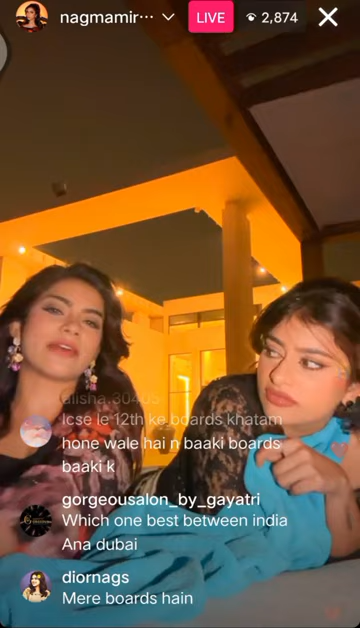 nagmamir...
LIVE
2,874
alisha.30405
Icse le 12th ke boards khatam
hone wale hai n baaki boards
baaki k
gorgeousalon_by_gayatri
Which one best between india
Ana dubai
diornags
Mere boards hain